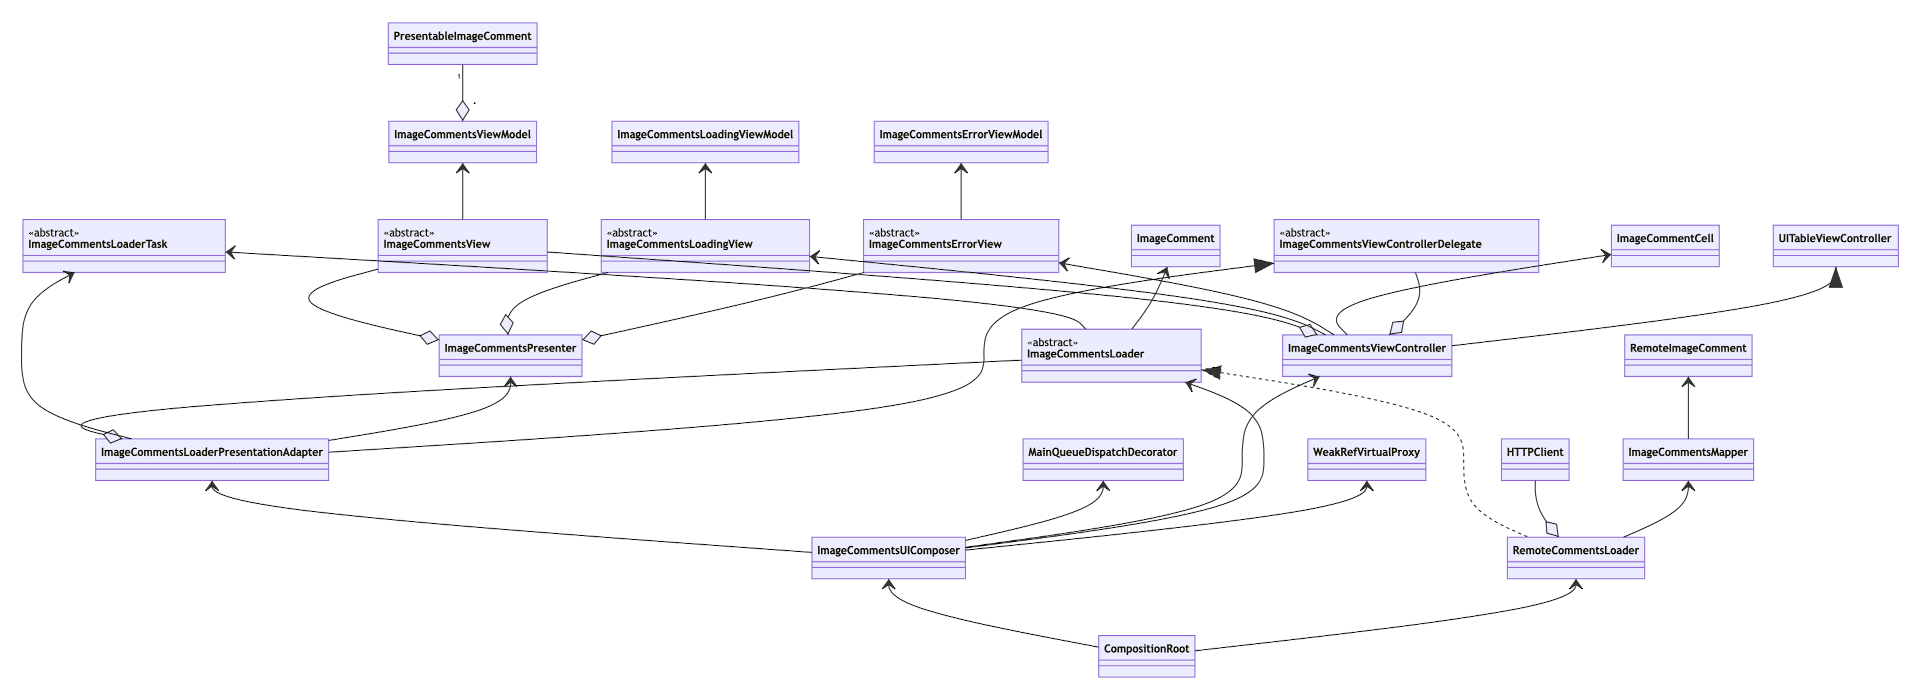 PresentableImageComment
1
ImageCommentsViewModel
ImageCommentsLoadingViewModel
ImageCommentsErrorViewModel
«abstract»
ImageCommentsLoaderTask
«abstract»
ImageCommentsView
«abstract»
ImageCommentsLoadingView
«abstract»
ImageCommentsErrorView
ImageComment
«abstract»
ImageCommentsViewControllerDelegate
ImageCommentCell
UITableViewController
ImageCommentsPresenter
«abstract»
ImageCommentsLoader
ImageCommentsViewController
RemoteImageComment
ImageCommentsLoaderPresentationAdapter
MainQueueDispatchDecorator
WeakRefVirtualProxy
HTTPClient
ImageCommentsMapper
ImageCommentsUIComposer
RemoteCommentsLoader
CompositionRoot